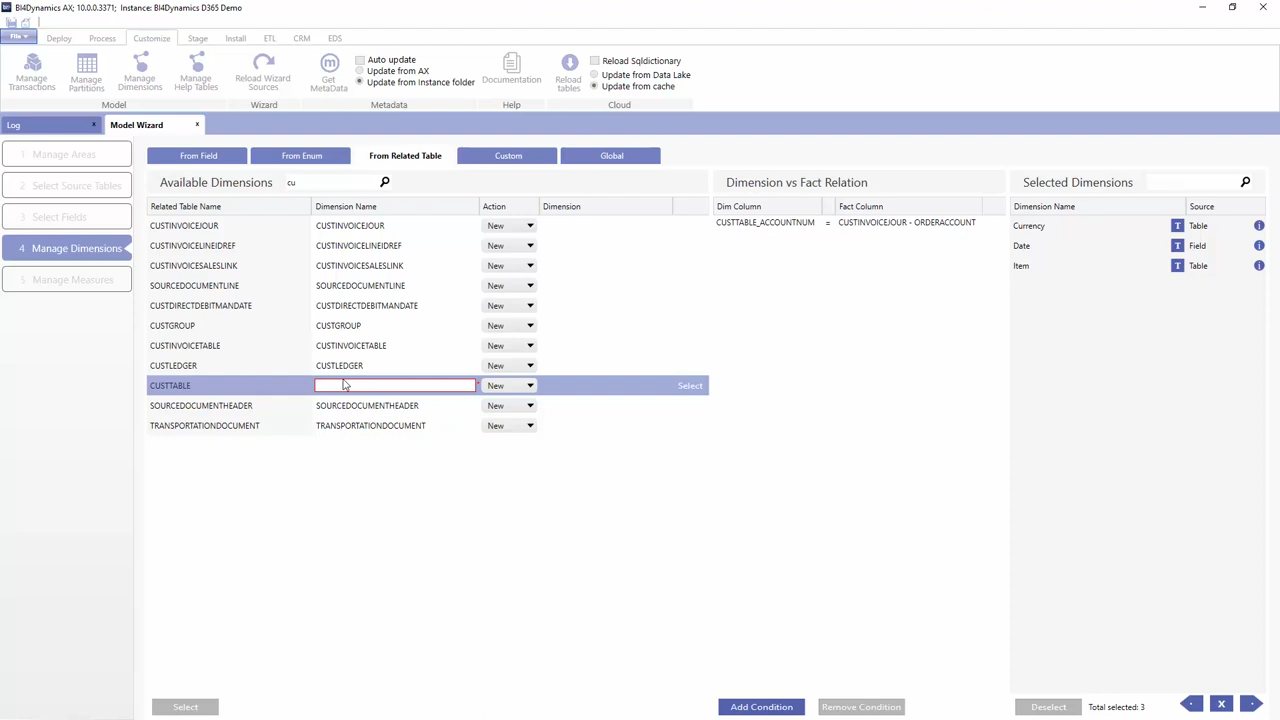 BI4Dynamics AX; 10.0.0.3371; Instance: BI4Dynamics D365 Demo
File Deploy Process Customize Stage Install ETL CRM EDS
Manage Transactions
Manage Partitions
Manage Dimensions
Manage Help Tables
Model
Reload Wizard Sources
Wizard
Get MetaData
Auto update
Update from AX
Update from Instance folder
Metadata
Documentation
Help
Reload tables
Reload Sqldictionary
Update from Data Lake
Update from cache
Cloud
Log x Model Wizard x
1 Manage Areas
2 Select Source Tables
3 Select Fields
4 Manage Dimensions
5 Manage Measures
From Field From Enum From Related Table Custom Global
Available Dimensions cu
Related Table Name Dimension Name Action Dimension
CUSTINVOICEJOUR CUSTINVOICEJOUR New
CUSTINVOICELINEIDREF CUSTINVOICELINEIDREF New
CUSTINVOICESALESLINK CUSTINVOICESALESLINK New
SOURCEDOCUMENTLINE SOURCEDOCUMENTLINE New
CUSTDIRECTDEBITMANDATE CUSTDIRECTDEBITMANDATE New
CUSTGROUP CUSTGROUP New
CUSTINVOICETABLE CUSTINVOICETABLE New
CUSTLEDGER CUSTLEDGER New
CUSTTABLE New Select
SOURCEDOCUMENTHEADER SOURCEDOCUMENTHEADER New
TRANSPORTATIONDOCUMENT TRANSPORTATIONDOCUMENT New
Select
Dimension vs Fact Relation
Dim Column Fact Column
CUSTTABLE_ACCOUNTNUM = CUSTINVOICEJOUR - ORDERACCOUNT
Add Condition Remove Condition
Selected Dimensions
Dimension Name Source
Currency T Table i
Date T Field i
Item T Table i
Deselect Total selected: 3 X